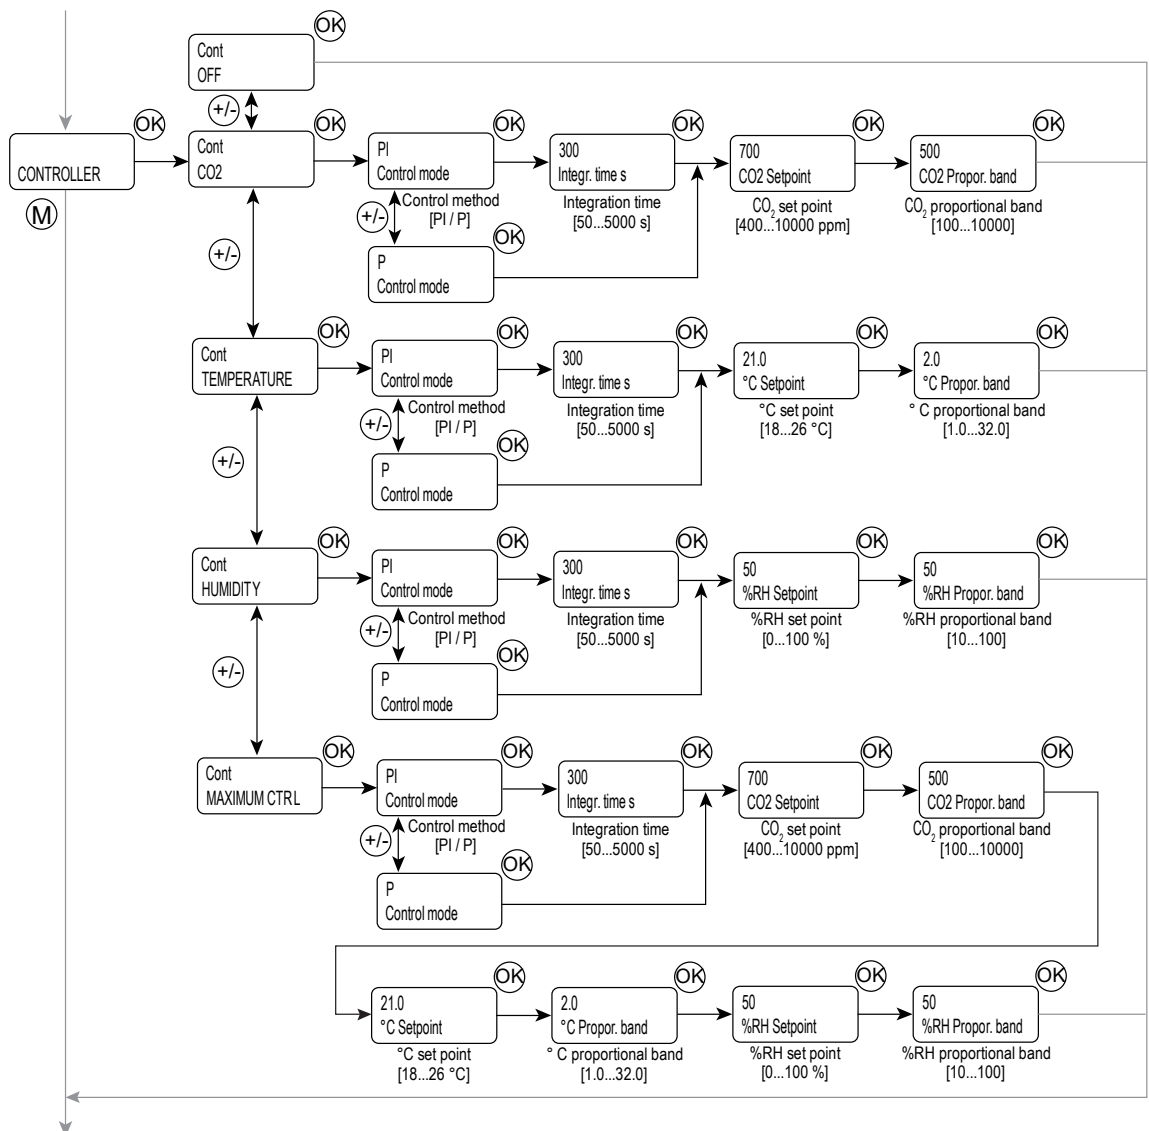 OK
Cont
OFF
+/-
OK
CONTROLLER
M
OK
Cont
CO2
OK
PI
Control mode
Control method
[PI / P]
+/-
OK
P
Control mode
OK
300
Integr. time s
Integration time
[50...5000 s]
OK
700
CO2 Setpoint
CO₂ set point
[400...10000 ppm]
OK
500
CO2 Propor. band
CO₂ proportional band
[100...10000]
+/-
OK
Cont
TEMPERATURE
OK
PI
Control mode
Control method
[PI / P]
+/-
OK
P
Control mode
OK
300
Integr. time s
Integration time
[50...5000 s]
OK
21.0
°C Setpoint
°C set point
[18...26 °C]
OK
2.0
°C Propor. band
° C proportional band
[1.0...32.0]
+/-
OK
Cont
HUMIDITY
OK
PI
Control mode
Control method
[PI / P]
+/-
OK
P
Control mode
OK
300
Integr. time s
Integration time
[50...5000 s]
OK
50
%RH Setpoint
%RH set point
[0...100 %]
OK
50
%RH Propor. band
%RH proportional band
[10...100]
+/-
OK
Cont
MAXIMUM CTRL
OK
PI
Control mode
Control method
[PI / P]
+/-
OK
P
Control mode
OK
300
Integr. time s
Integration time
[50...5000 s]
OK
700
CO2 Setpoint
CO₂ set point
[400...10000 ppm]
OK
500
CO2 Propor. band
CO₂ proportional band
[100...10000]
OK
21.0
°C Setpoint
°C set point
[18...26 °C]
OK
2.0
°C Propor. band
° C proportional band
[1.0...32.0]
OK
50
%RH Setpoint
%RH set point
[0...100 %]
OK
50
%RH Propor. band
%RH proportional band
[10...100]